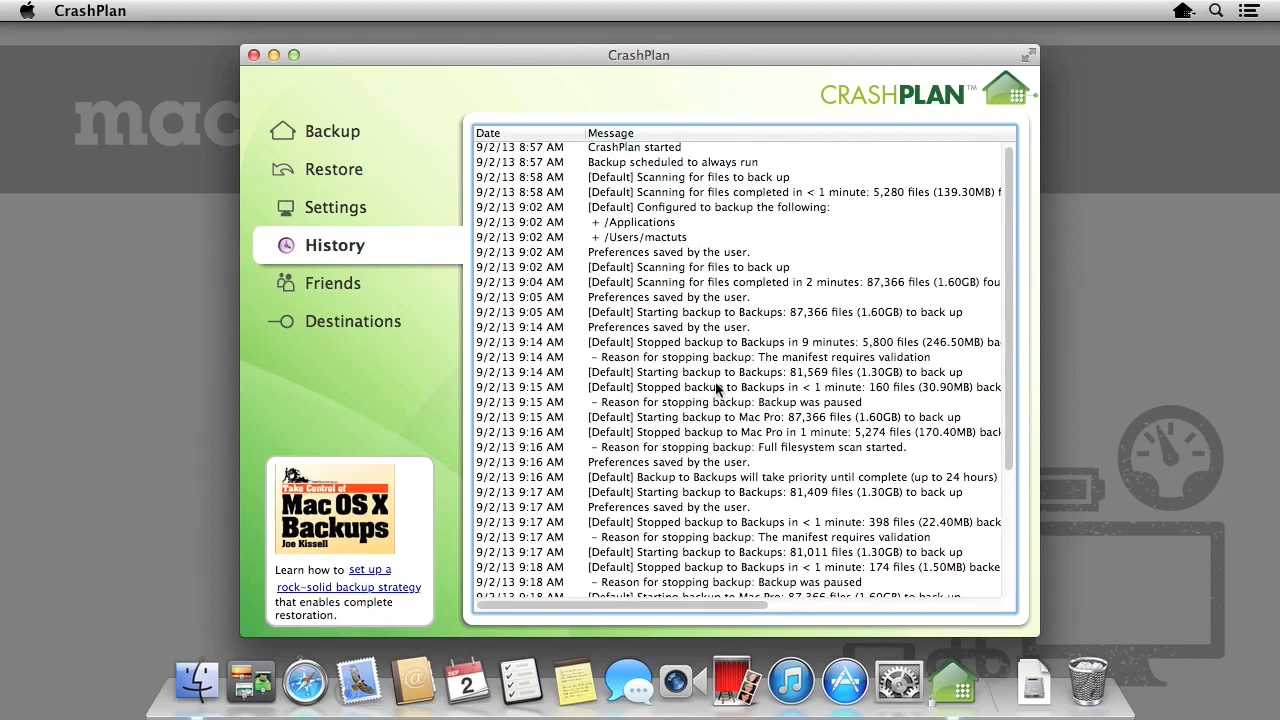 CrashPlan
CrashPlan
mac
CRASHPLAN™
Backup
Restore
Settings
History
Friends
Destinations
Date Message
9/2/13 8:57 AM CrashPlan started
9/2/13 8:57 AM Backup scheduled to always run
9/2/13 8:58 AM [Default] Scanning for files to back up
9/2/13 8:58 AM [Default] Scanning for files completed in < 1 minute: 5,280 files (139.30MB) f
9/2/13 9:02 AM [Default] Configured to backup the following:
9/2/13 9:02 AM + /Applications
9/2/13 9:02 AM + /Users/mactuts
9/2/13 9:02 AM Preferences saved by the user.
9/2/13 9:02 AM [Default] Scanning for files to back up
9/2/13 9:04 AM [Default] Scanning for files completed in 2 minutes: 87,366 files (1.60GB) fou
9/2/13 9:05 AM Preferences saved by the user.
9/2/13 9:05 AM [Default] Starting backup to Backups: 87,366 files (1.60GB) to back up
9/2/13 9:14 AM Preferences saved by the user.
9/2/13 9:14 AM [Default] Stopped backup to Backups in 9 minutes: 5,800 files (246.50MB) ba
9/2/13 9:14 AM - Reason for stopping backup: The manifest requires validation
9/2/13 9:14 AM [Default] Starting backup to Backups: 81,569 files (1.30GB) to back up
9/2/13 9:15 AM [Default] Stopped backup to Backups in < 1 minute: 160 files (30.90MB) back
9/2/13 9:15 AM - Reason for stopping backup: Backup was paused
9/2/13 9:15 AM [Default] Starting backup to Mac Pro: 87,366 files (1.60GB) to back up
9/2/13 9:16 AM [Default] Stopped backup to Mac Pro in 1 minute: 5,274 files (170.40MB) back
9/2/13 9:16 AM - Reason for stopping backup: Full filesystem scan started.
9/2/13 9:16 AM Preferences saved by the user.
9/2/13 9:16 AM [Default] Backup to Backups will take priority until complete (up to 24 hours)
9/2/13 9:17 AM [Default] Starting backup to Backups: 81,409 files (1.30GB) to back up
9/2/13 9:17 AM Preferences saved by the user.
9/2/13 9:17 AM [Default] Stopped backup to Backups in < 1 minute: 398 files (22.40MB) back
9/2/13 9:17 AM - Reason for stopping backup: The manifest requires validation
9/2/13 9:17 AM [Default] Starting backup to Backups: 81,011 files (1.30GB) to back up
9/2/13 9:18 AM [Default] Stopped backup to Backups in < 1 minute: 174 files (1.50MB) backe
9/2/13 9:18 AM - Reason for stopping backup: Backup was paused
9/2/13 9:18 AM [Default] Starting backup to Mac Pro: 87,366 files (1.60GB) to back up
Take Control of
Mac OS X
Backups
Joe Kissell
Learn how to set up a
rock-solid backup strategy
that enables complete
restoration.
SEP
2